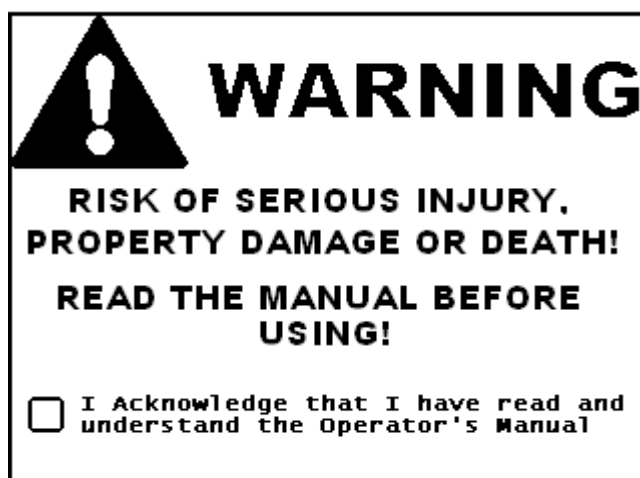 WARNING
RISK OF SERIOUS INJURY,
PROPERTY DAMAGE OR DEATH!
READ THE MANUAL BEFORE
USING!
I Acknowledge that I have read and
understand the Operator's Manual